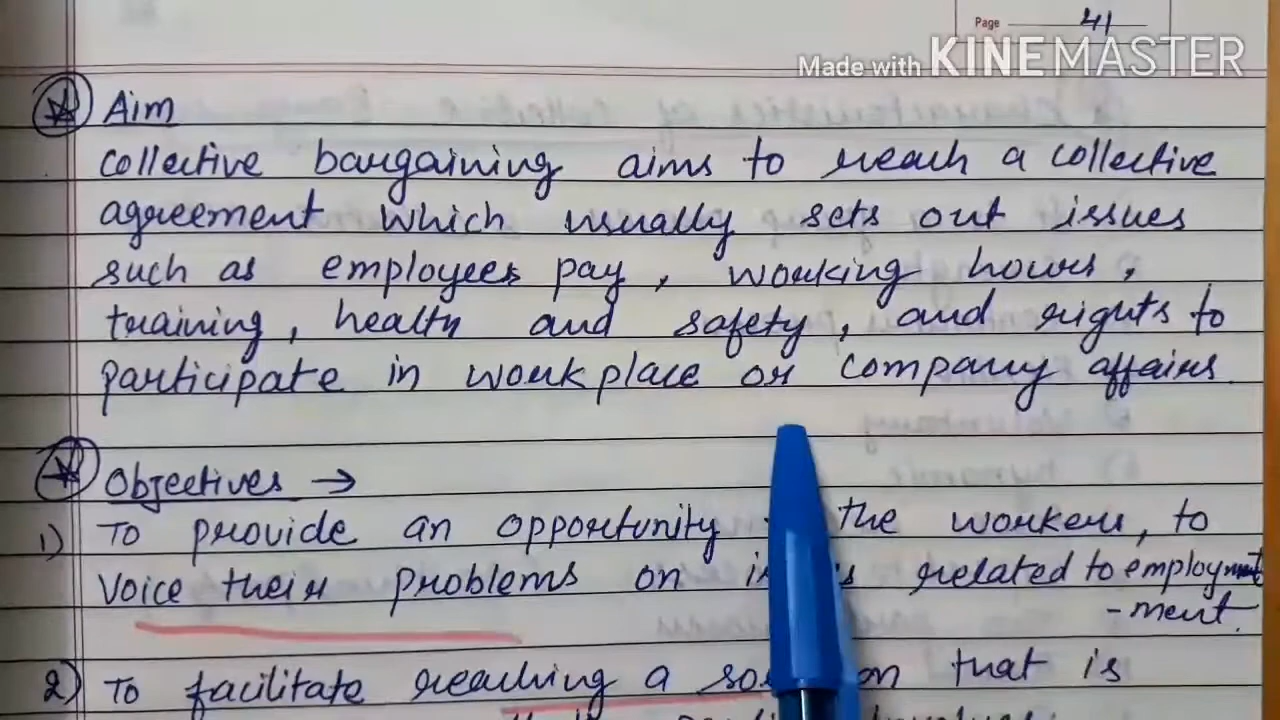 Page 41
Made with KINEMASTER
Aim
collective bargaining aims to reach a collective
agreement which usually sets out issues
such as employees pay, working hours,
training, health and safety, and rights to
participate in workplace or company affairs.
Objectives →
1) To provide an opportunity the workers, to
voice their problems on related to employment
-ment.
2) To facilitate reaching a that is